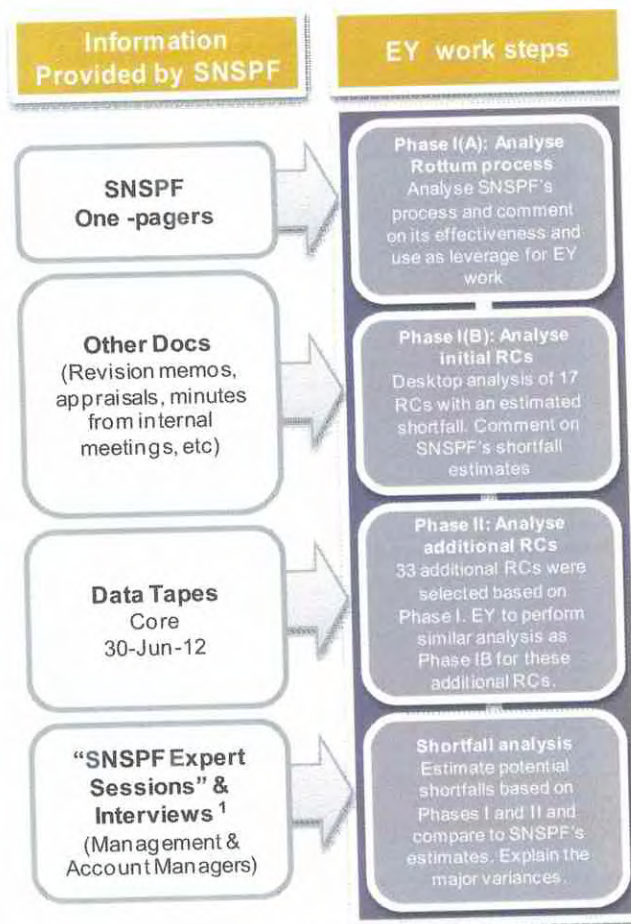 Information
Provided by SNSPF
EY work steps
SNSPF
One -pagers
Phase I(A): Analyse
Rottum process
Analyse SNSPF's
process and comment
on its effectiveness and
use as leverage for EY
work
Other Docs
(Revision memos,
appraisals, minutes
from internal
meetings, etc)
Phase I(B): Analyse
initial RCs
Desktop analysis of 17
RCs with an estimated
shortfall. Comment on
SNSPF's shortfall
estimates
Data Tapes
Core
30-Jun-12
Phase II: Analyse
additional RCs
33 additional RCs were
selected based on
Phase I. EY to perform
similar analysis as
Phase IB for these
additional RCs.
"SNSPF Expert
Sessions" &
Interviews ¹
(Management &
Account Managers)
Shortfall analysis
Estimate potential
shortfalls based on
Phases I and II and
compare to SNSPF's
estimates. Explain the
major variances.